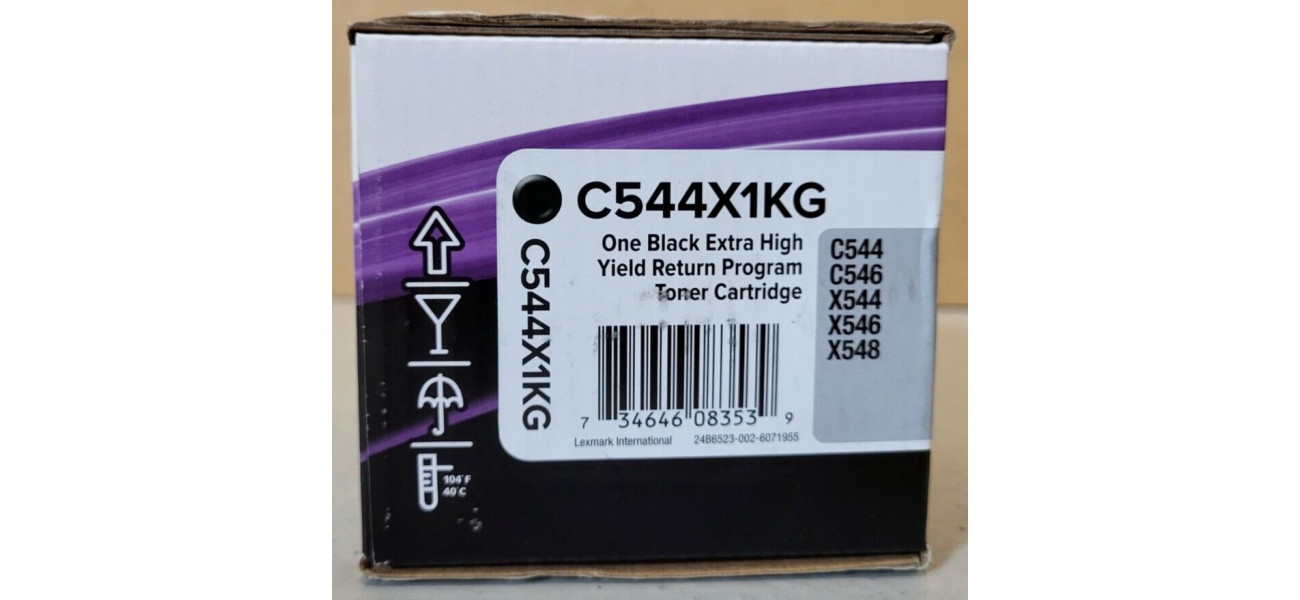 C544X1KG
One Black Extra High
Yield Return Program
Toner Cartridge
C544
C546
X544
X546
X548
C544X1KG
7 34646 08353 9
Lexmark International 24B6523-002-6071955
104°F
40°C